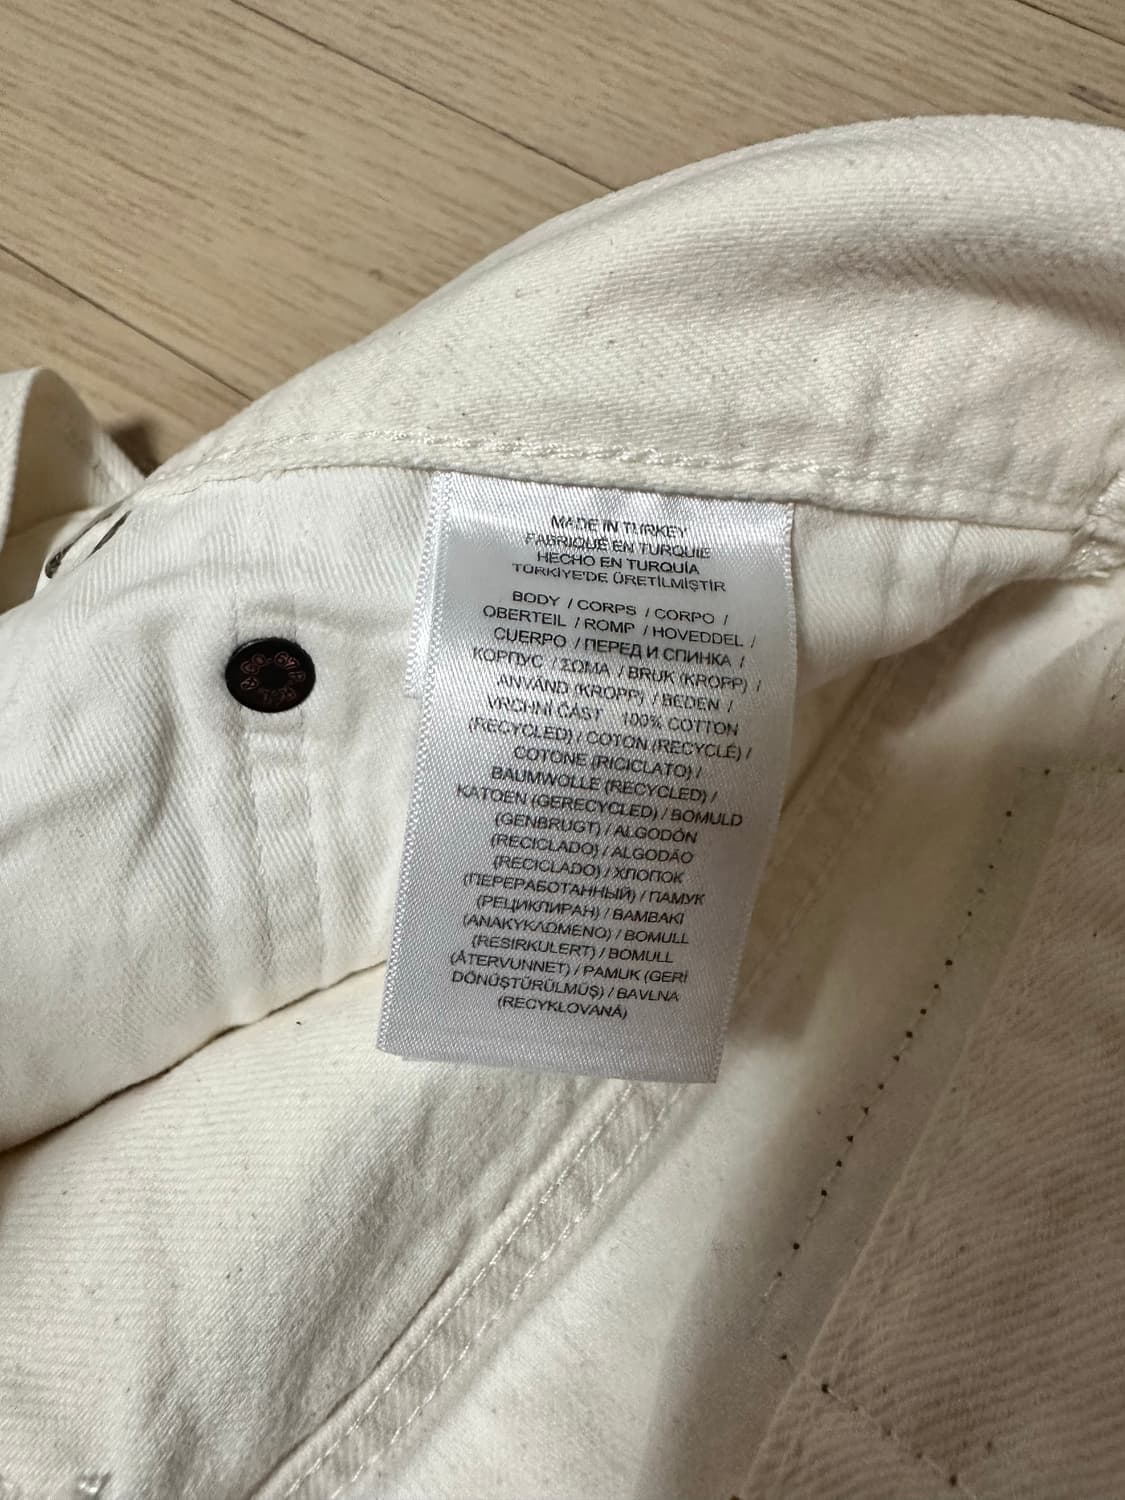 MADE IN TURKEY
FABRIQUÉ EN TURQUIE
HECHO EN TURQUÍA
TÜRKİYE'DE ÜRETİLMİŞTİR
BODY / CORPS / CORPO /
OBERTEIL / ROMP / HOVEDDEL /
CUERPO / ПЕРЕД И СПИНКА /
КОРПУС / ΣΩΜΑ / BRUK (KROPP) /
ANVÄND (KROPP) / BEDEN /
VRCHNÍ ČÁST 100% COTTON
(RECYCLED) / COTON (RECYCLÉ) /
COTONE (RICICLATO) /
BAUMWOLLE (RECYCLED) /
KATOEN (GERECYCLED) / BOMULD
(GENBRUGT) / ALGODÓN
(RECICLADO) / ALGODÃO
(RECICLADO) / ХЛОПОК
(ПЕРЕРАБОТАННЫЙ) / ПАМУК
(РЕЦИКЛИРАН) / ΒΑΜΒΑΚΙ
(ΑΝΑΚΥΚΛΩΜΕΝΟ) / BOMULL
(RESIRKULERT) / BOMULL
(ÅTERVUNNET) / PAMUK (GERİ
DÖNÜŞTÜRÜLMÜŞ) / BAVLNA
(RECYKLOVANÁ)